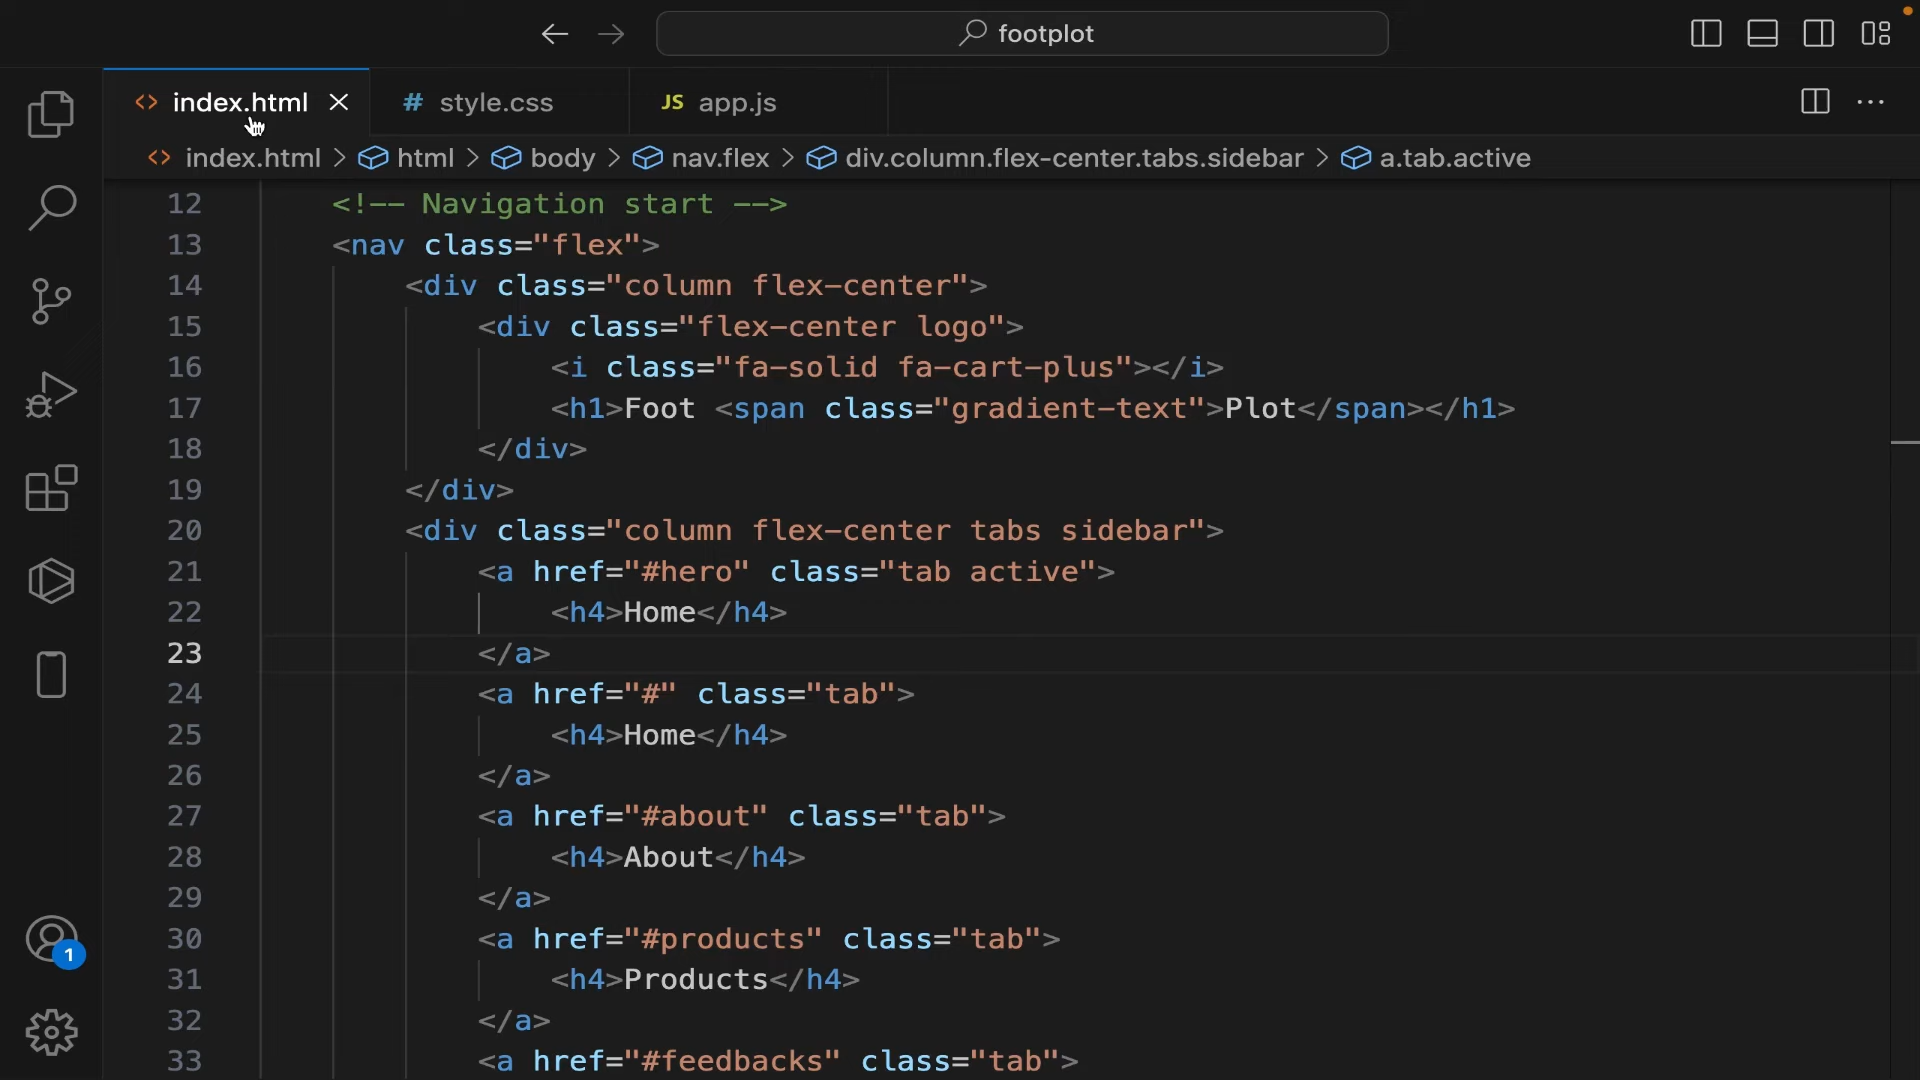 footplot
<> index.html × # style.css JS app.js ...
<> index.html > html > body > nav.flex > div.column.flex-center.tabs.sidebar > a.tab.active
12 <!-- Navigation start -->
13 <nav class="flex">
14 <div class="column flex-center">
15 <div class="flex-center logo">
16 <i class="fa-solid fa-cart-plus"></i>
17 <h1>Foot <span class="gradient-text">Plot</span></h1>
18 </div>
19 </div>
20 <div class="column flex-center tabs sidebar">
21 <a href="#hero" class="tab active">
22 <h4>Home</h4>
23 </a>
24 <a href="#" class="tab">
25 <h4>Home</h4>
26 </a>
27 <a href="#about" class="tab">
28 <h4>About</h4>
29 </a>
30 <a href="#products" class="tab">
31 <h4>Products</h4>
32 </a>
33 <a href="#feedbacks" class="tab">
1